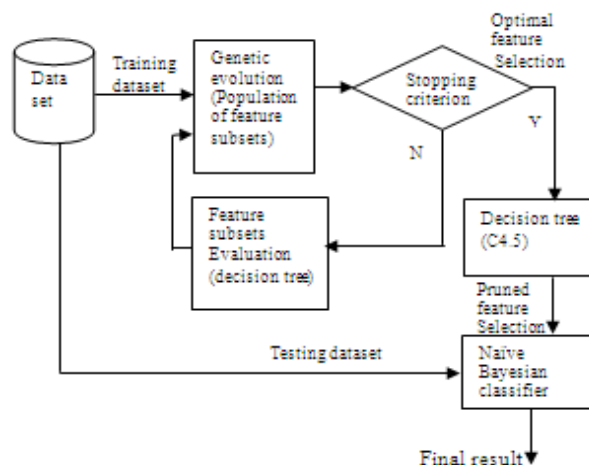 Data
set
Training
dataset
Genetic
evolution
(Population
of feature
subsets)
Stopping
criterion
Optimal
feature
Selection
N
Y
Feature
subsets
Evaluation
(decision tree)
Decision tree
(C4.5)
Pruned
feature
Selection
Testing dataset
Naïve
Bayesian
classifier
Final result